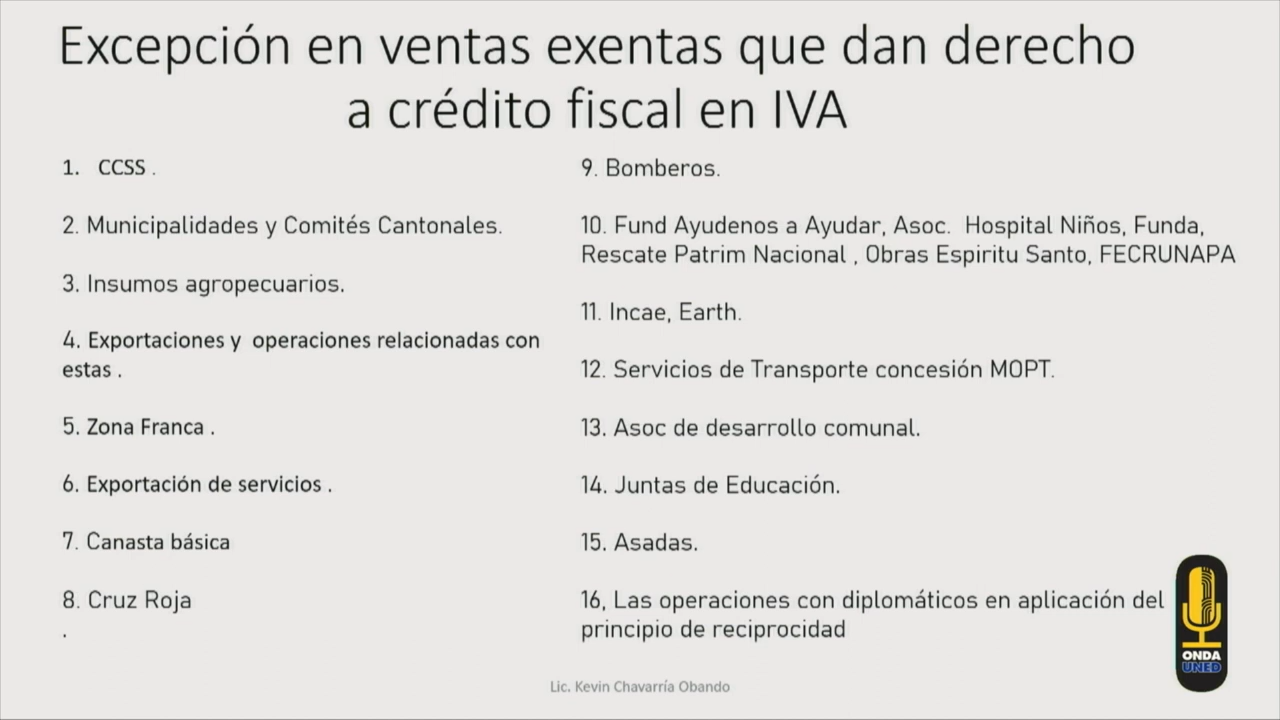 Excepción en ventas exentas que dan derecho
a crédito fiscal en IVA
1. CCSS .
2. Municipalidades y Comités Cantonales.
3. Insumos agropecuarios.
4. Exportaciones y operaciones relacionadas con
estas .
5. Zona Franca .
6. Exportación de servicios .
7. Canasta básica
8. Cruz Roja
.
9. Bomberos.
10. Fund Ayudenos a Ayudar, Asoc. Hospital Niños, Funda,
Rescate Patrim Nacional , Obras Espiritu Santo, FECRUNAPA
11. Incae, Earth.
12. Servicios de Transporte concesión MOPT.
13. Asoc de desarrollo comunal.
14. Juntas de Educación.
15. Asadas.
16, Las operaciones con diplomáticos en aplicación del
principio de reciprocidad
ONDA
UNED
Lic. Kevin Chavarría Obando